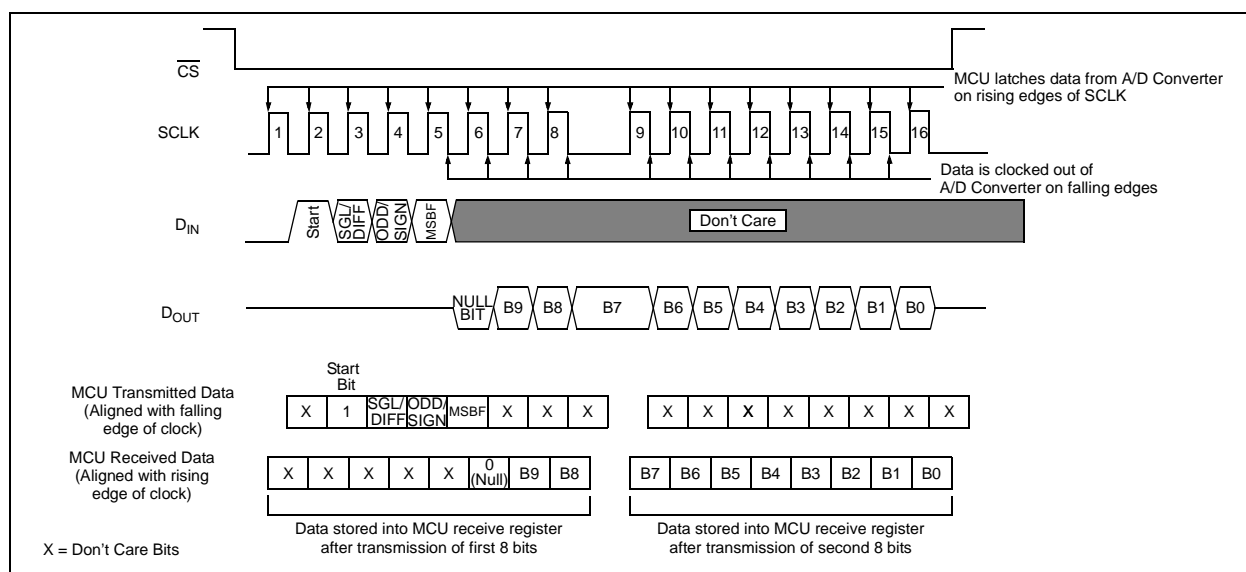 CS
MCU latches data from A/D Converter
on rising edges of SCLK
SCLK
1 2 3 4 5 6 7 8 9 10 11 12 13 14 15 16
Data is clocked out of
A/D Converter on falling edges
DIN
Start SGL/DIFF ODD/SIGN MSBF Don't Care
DOUT
NULL BIT B9 B8 B7 B6 B5 B4 B3 B2 B1 B0
Start
Bit
MCU Transmitted Data
(Aligned with falling
edge of clock)
X 1 SGL/DIFF ODD/SIGN MSBF X X X X X X X X X X X
MCU Received Data
(Aligned with rising
edge of clock)
X X X X X 0 (Null) B9 B8 B7 B6 B5 B4 B3 B2 B1 B0
Data stored into MCU receive register
after transmission of first 8 bits
Data stored into MCU receive register
after transmission of second 8 bits
X = Don't Care Bits